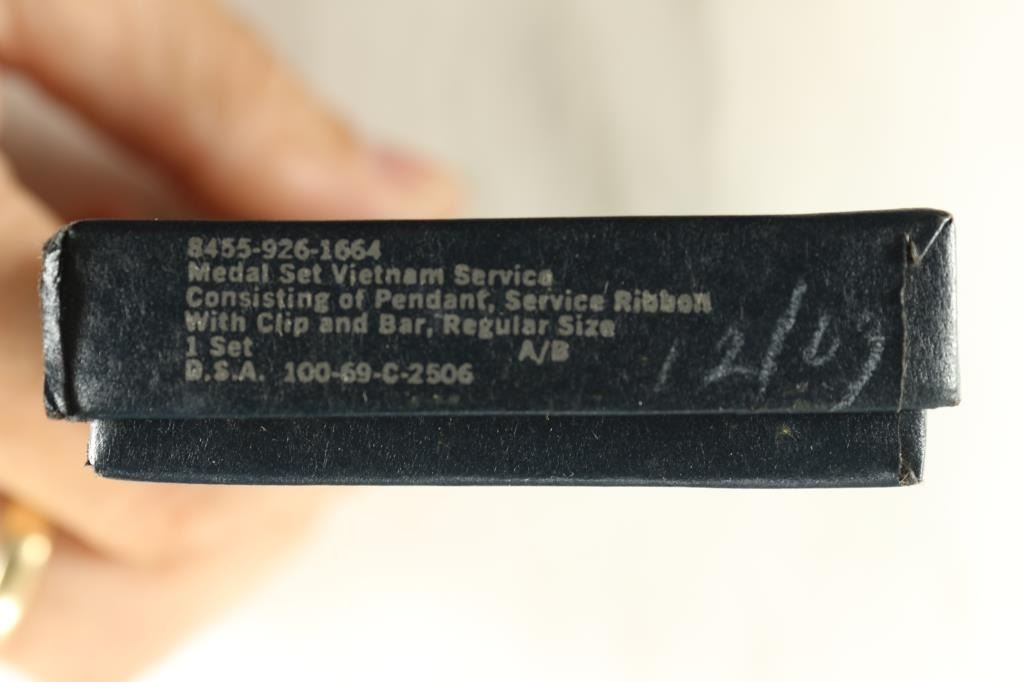 8455-926-1664
Medal Set Vietnam Service
Consisting of Pendant, Service Ribbon
With Clip and Bar, Regular Size
1 Set A/B
D.S.A. 100-69-C-2506